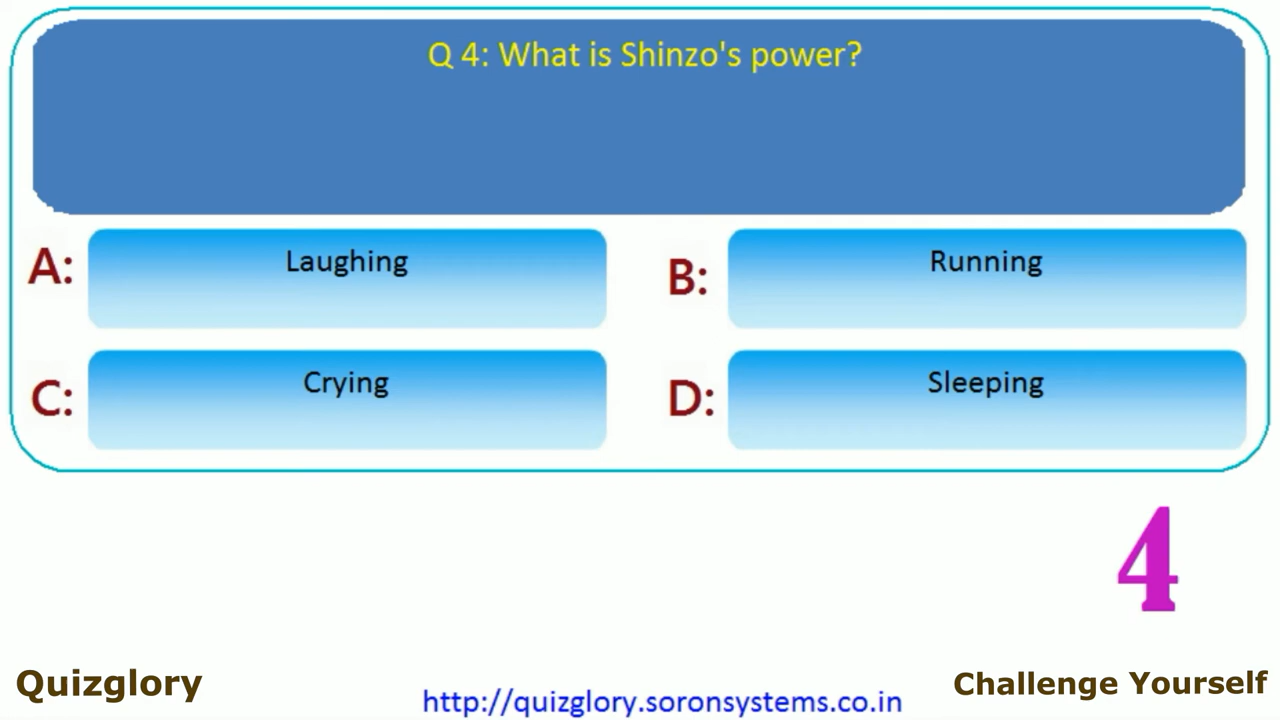 Q 4: What is Shinzo's power?
A: Laughing
B: Running
C: Crying
D: Sleeping
4
Quizglory
http://quizglory.soronsystems.co.in
Challenge Yourself